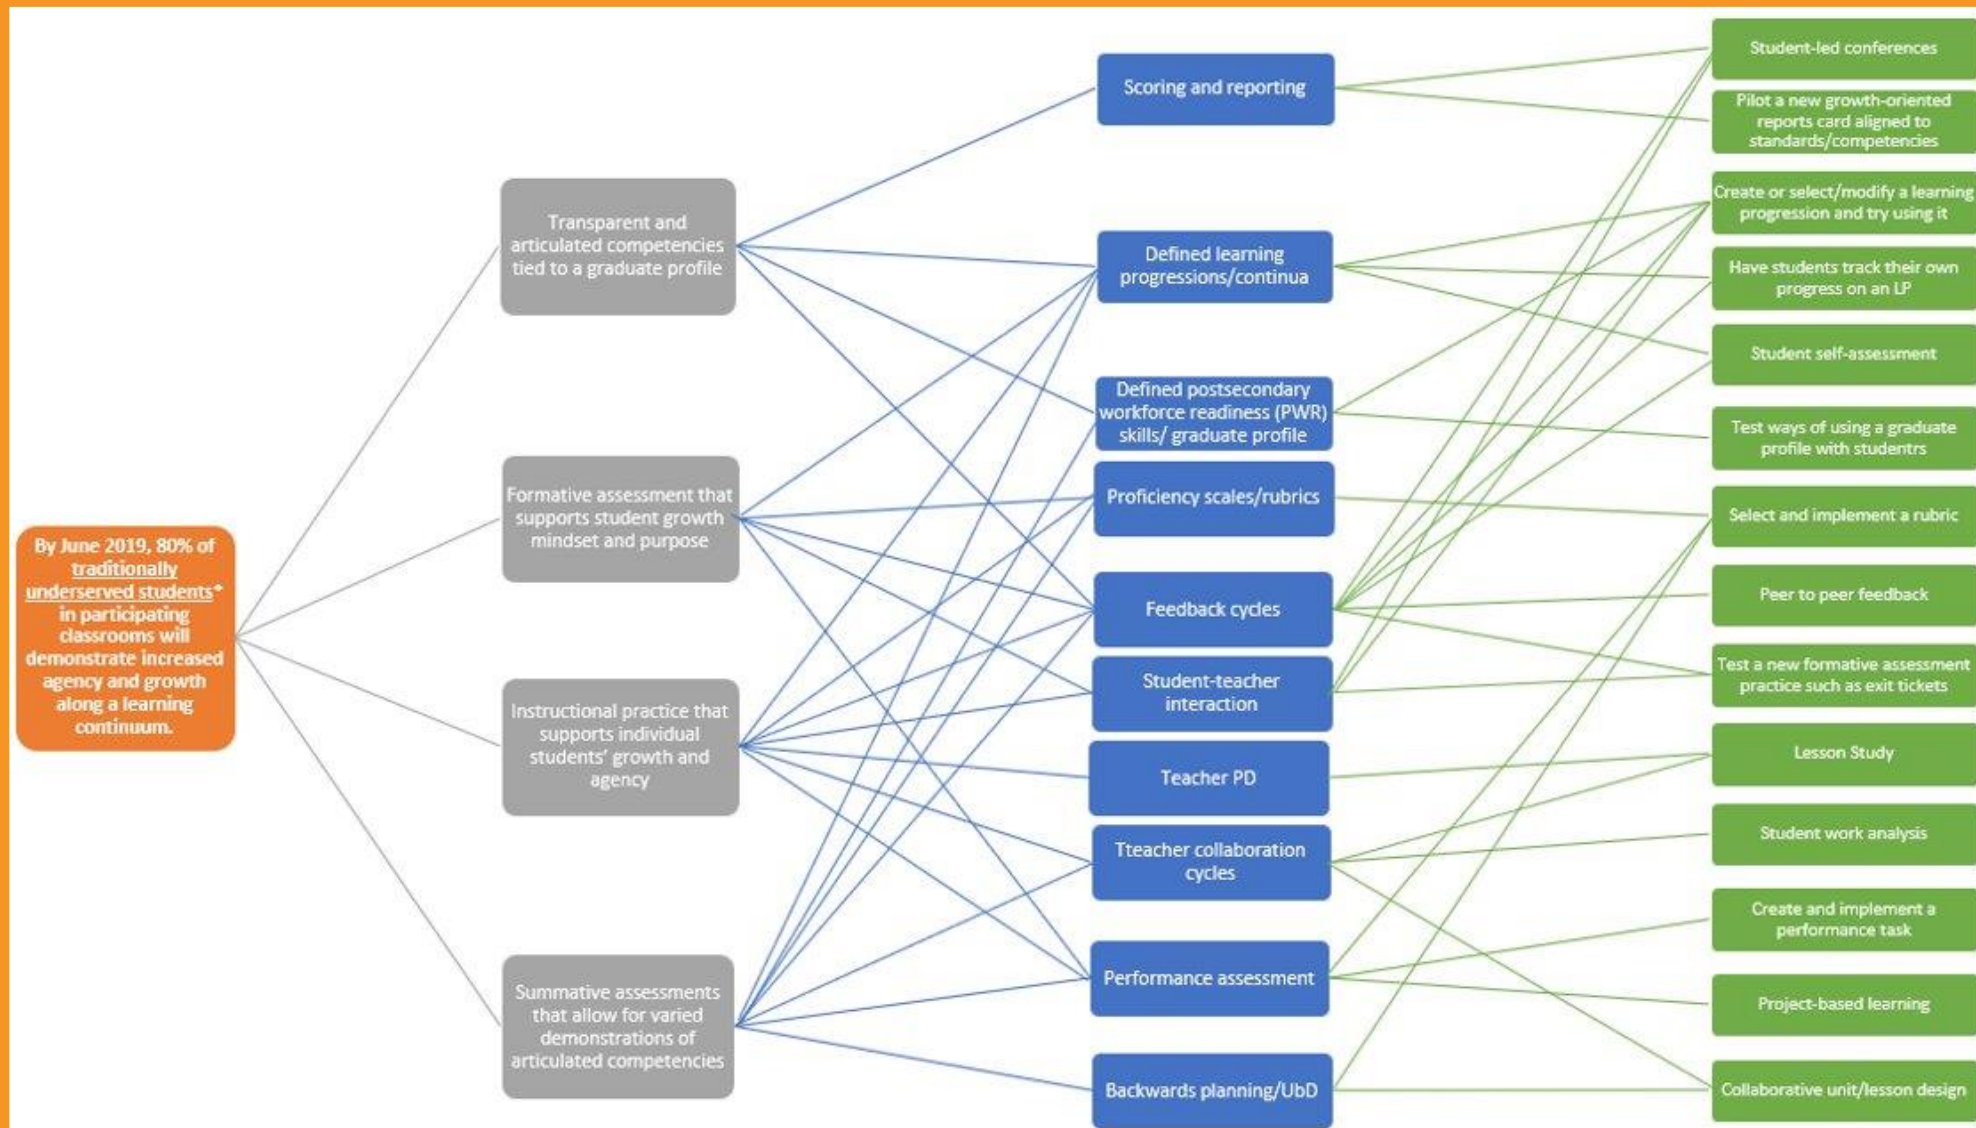 By June 2019, 80% of
traditionally
underserved students*
in participating
classrooms will
demonstrate increased
agency and growth
along a learning
continuum.
Transparent and
articulated competencies
tied to a graduate profile
Formative assessment that
supports student growth
mindset and purpose
Instructional practice that
supports individual
students' growth and
agency
Summative assessments
that allow for varied
demonstrations of
articulated competencies
Scoring and reporting
Defined learning
progressions/continua
Defined postsecondary
workforce readiness (PWR)
skills/ graduate profile
Proficiency scales/rubrics
Feedback cycles
Student-teacher
interaction
Teacher PD
Tteacher collaboration
cycles
Performance assessment
Backwards planning/UbD
Student-led conferences
Pilot a new growth-oriented
reports card aligned to
standards/competencies
Create or select/modify a learning
progression and try using it
Have students track their own
progress on an LP
Student self-assessment
Test ways of using a graduate
profile with studentrs
Select and implement a rubric
Peer to peer feedback
Test a new formative assessment
practice such as exit tickets
Lesson Study
Student work analysis
Create and implement a
performance task
Project-based learning
Collaborative unit/lesson design